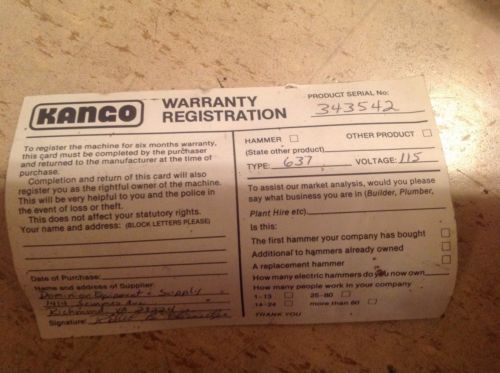 KANGO
WARRANTY
REGISTRATION
PRODUCT SERIAL No:
343542
To register the machine for six months warranty,
this card must be completed by the purchaser
and returned to the manufacturer at the time of
purchase.
Completion and return of this card will also
register you as the rightful owner of the machine.
This will be very helpful to you and the police in
the event of loss or theft.
This does not affect your statutory rights.
Your name and address: (BLOCK LETTERS PLEASE)
Date of Purchase:
Name and address of Supplier:
Dominion Equipment & Supply
1414
Richmond, VA 23224
Signature:
HAMMER
OTHER PRODUCT
(State other product)
TYPE: 637 VOLTAGE: 115
To assist our market analysis, would you please
say what business you are in (Builder, Plumber,
Plant Hire etc)
Is this:
The first hammer your company has bought
Additional to hammers already owned
A replacement hammer
How many electric hammers do you now own
How many people work in your company
1-13 25-50
14-24 more than 50
THANK YOU